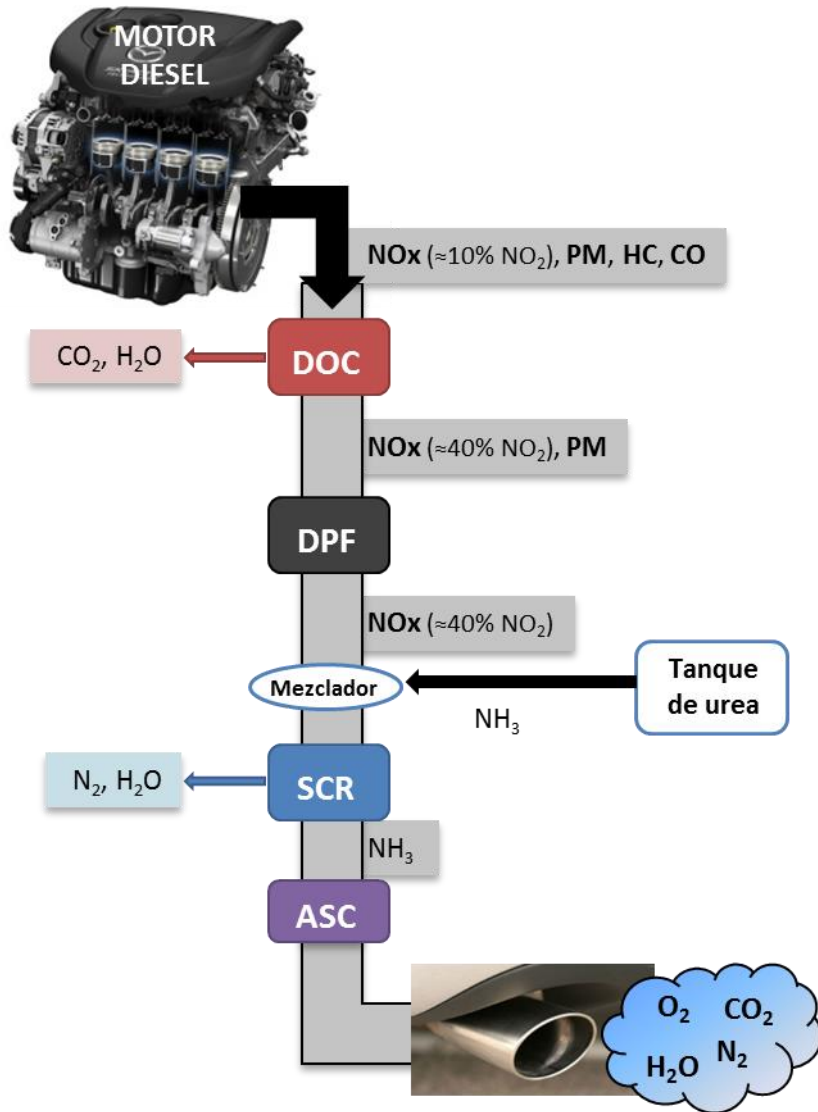 MOTOR
DIESEL
NOx (≈10% NO₂), PM, HC, CO
DOC
CO₂, H₂O
NOx (≈40% NO₂), PM
DPF
NOx (≈40% NO₂)
Mezclador
Tanque
de urea
NH₃
SCR
N₂, H₂O
NH₃
ASC
O₂ CO₂
H₂O N₂